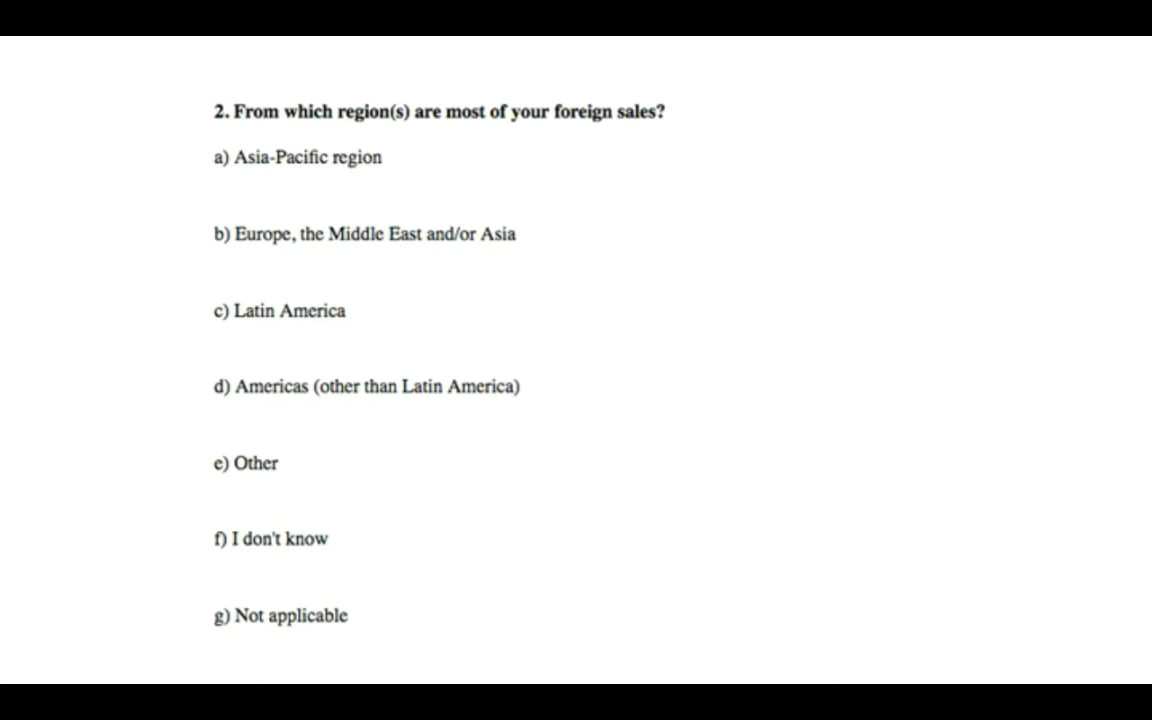 2. From which region(s) are most of your foreign sales?
a) Asia-Pacific region
b) Europe, the Middle East and/or Asia
c) Latin America
d) Americas (other than Latin America)
e) Other
f) I don't know
g) Not applicable